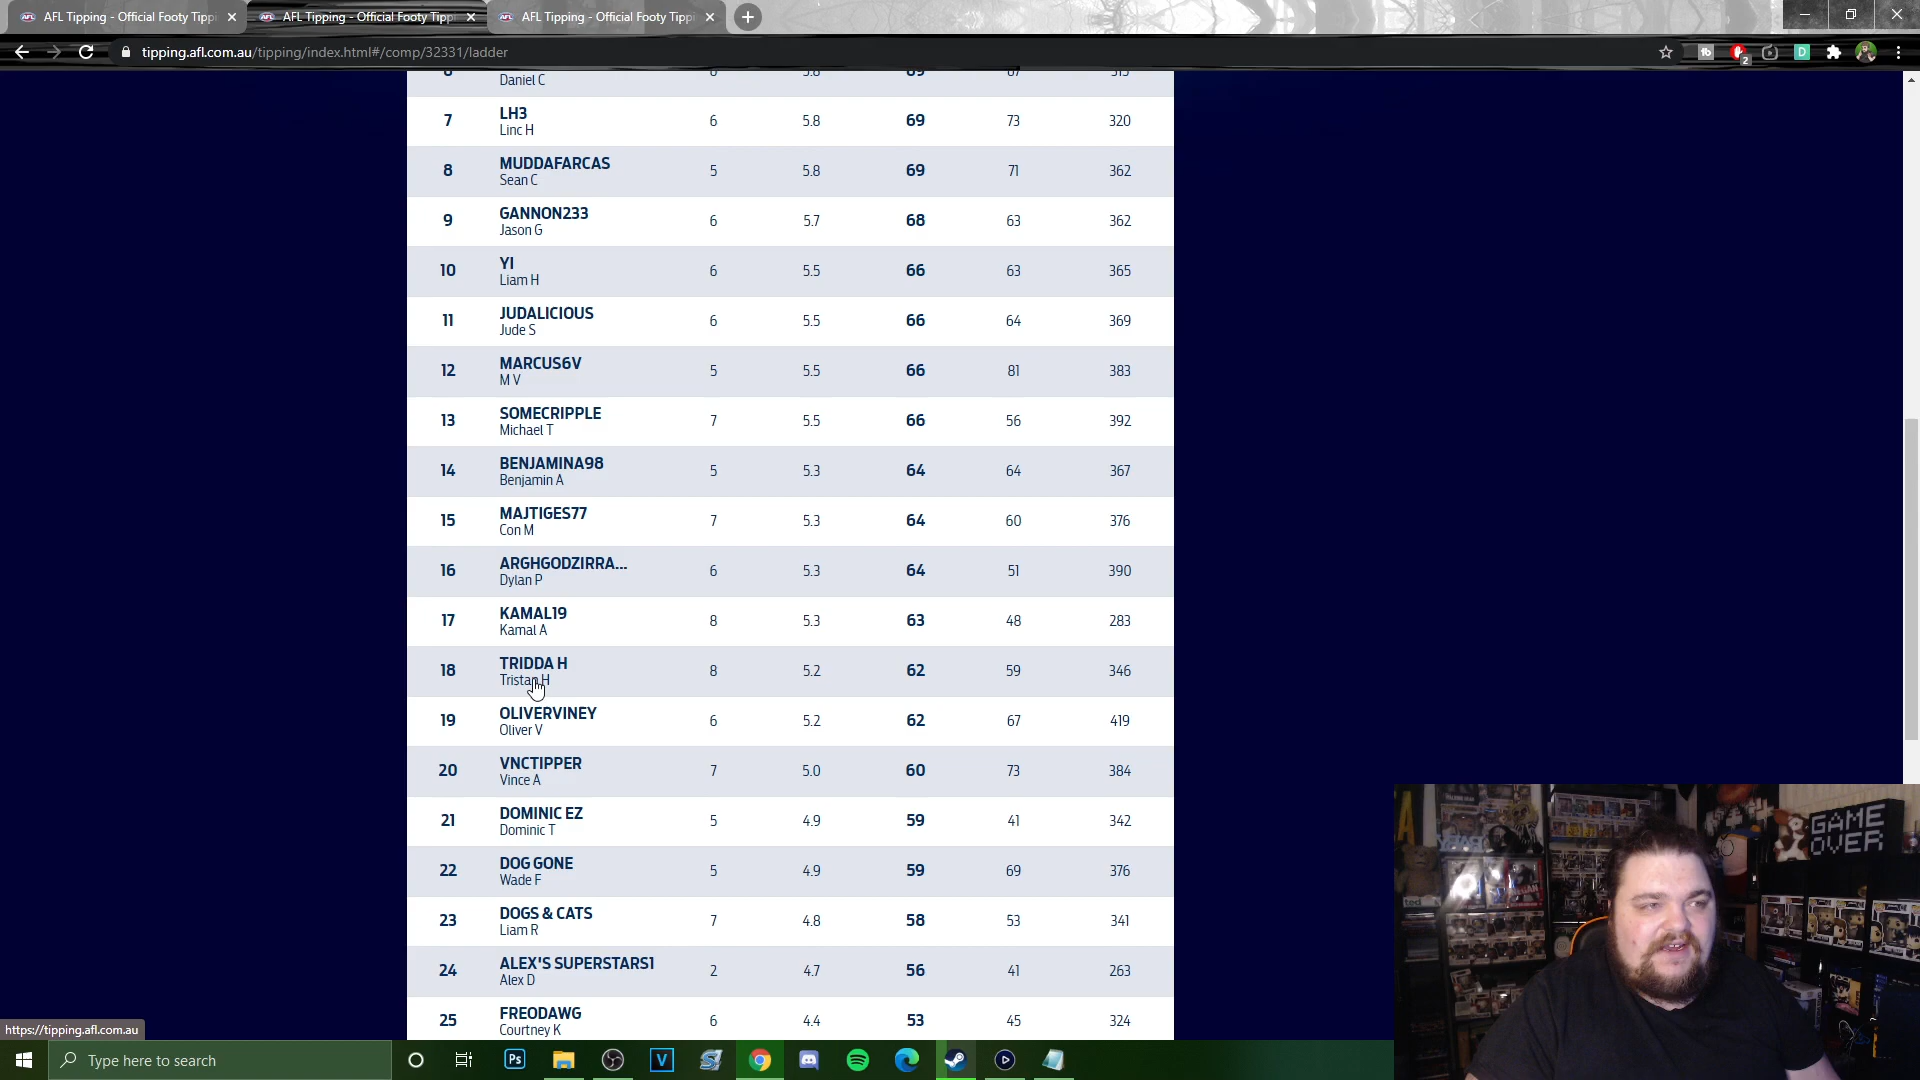 AFL Tipping - Official Footy Tippi
AFL Tipping - Official Footy Tippi
AFL Tipping - Official Footy Tippi
tipping.afl.com.au/tipping/index.html#/comp/32331/ladder
Daniel C
7 LH3 6 5.8 69 73 320
Linc H
8 MUDDAFARCAS 5 5.8 69 71 362
Sean C
9 GANNON233 6 5.7 68 63 362
Jason G
10 YI 6 5.5 66 63 365
Liam H
11 JUDALICIOUS 6 5.5 66 64 369
Jude S
12 MARCUS6V 5 5.5 66 81 383
M V
13 SOMECRIPPLE 7 5.5 66 56 392
Michael T
14 BENJAMINA98 5 5.3 64 64 367
Benjamin A
15 MAJTIGES77 7 5.3 64 60 376
Con M
16 ARGHGODZIRRA... 6 5.3 64 51 390
Dylan P
17 KAMAL19 8 5.3 63 48 283
Kamal A
18 TRIDDA H 8 5.2 62 59 346
Tristan H
19 OLIVERVINEY 6 5.2 62 67 419
Oliver V
20 VNCTIPPER 7 5.0 60 73 384
Vince A
21 DOMINIC EZ 5 4.9 59 41 342
Dominic T
22 DOG GONE 5 4.9 59 69 376
Wade F
23 DOGS & CATS 7 4.8 58 53 341
Liam R
24 ALEX'S SUPERSTARS1 2 4.7 56 41 263
Alex D
25 FREODAWG 6 4.4 53 45 324
Courtney K
https://tipping.afl.com.au
Type here to search
Ps
V
GAME
OVER